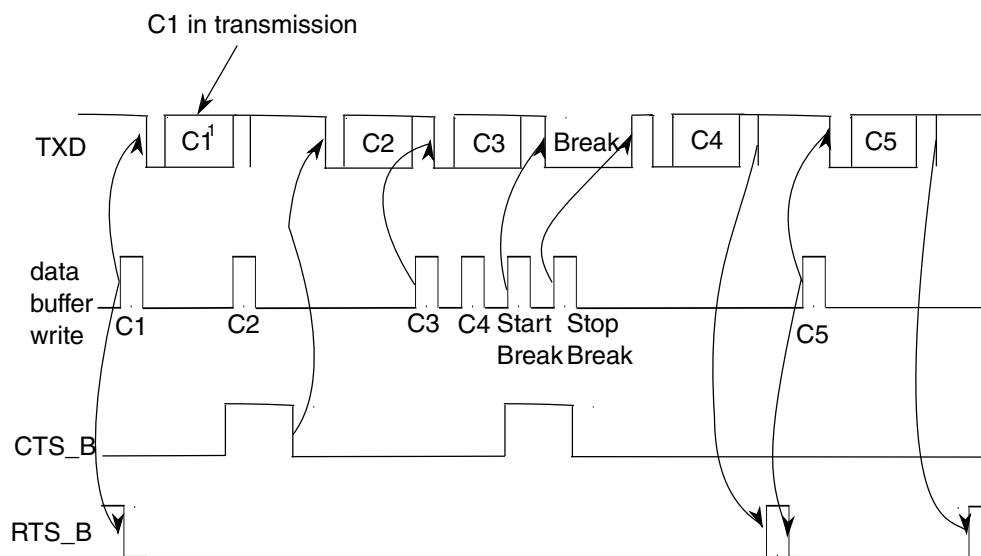 C1 in transmission
TXD
C1
1
C2
C3
Break
C4
C5
data
buffer
write
C1
C2
C3
C4
Start
Break
Stop
Break
C5
CTS_B
RTS_B